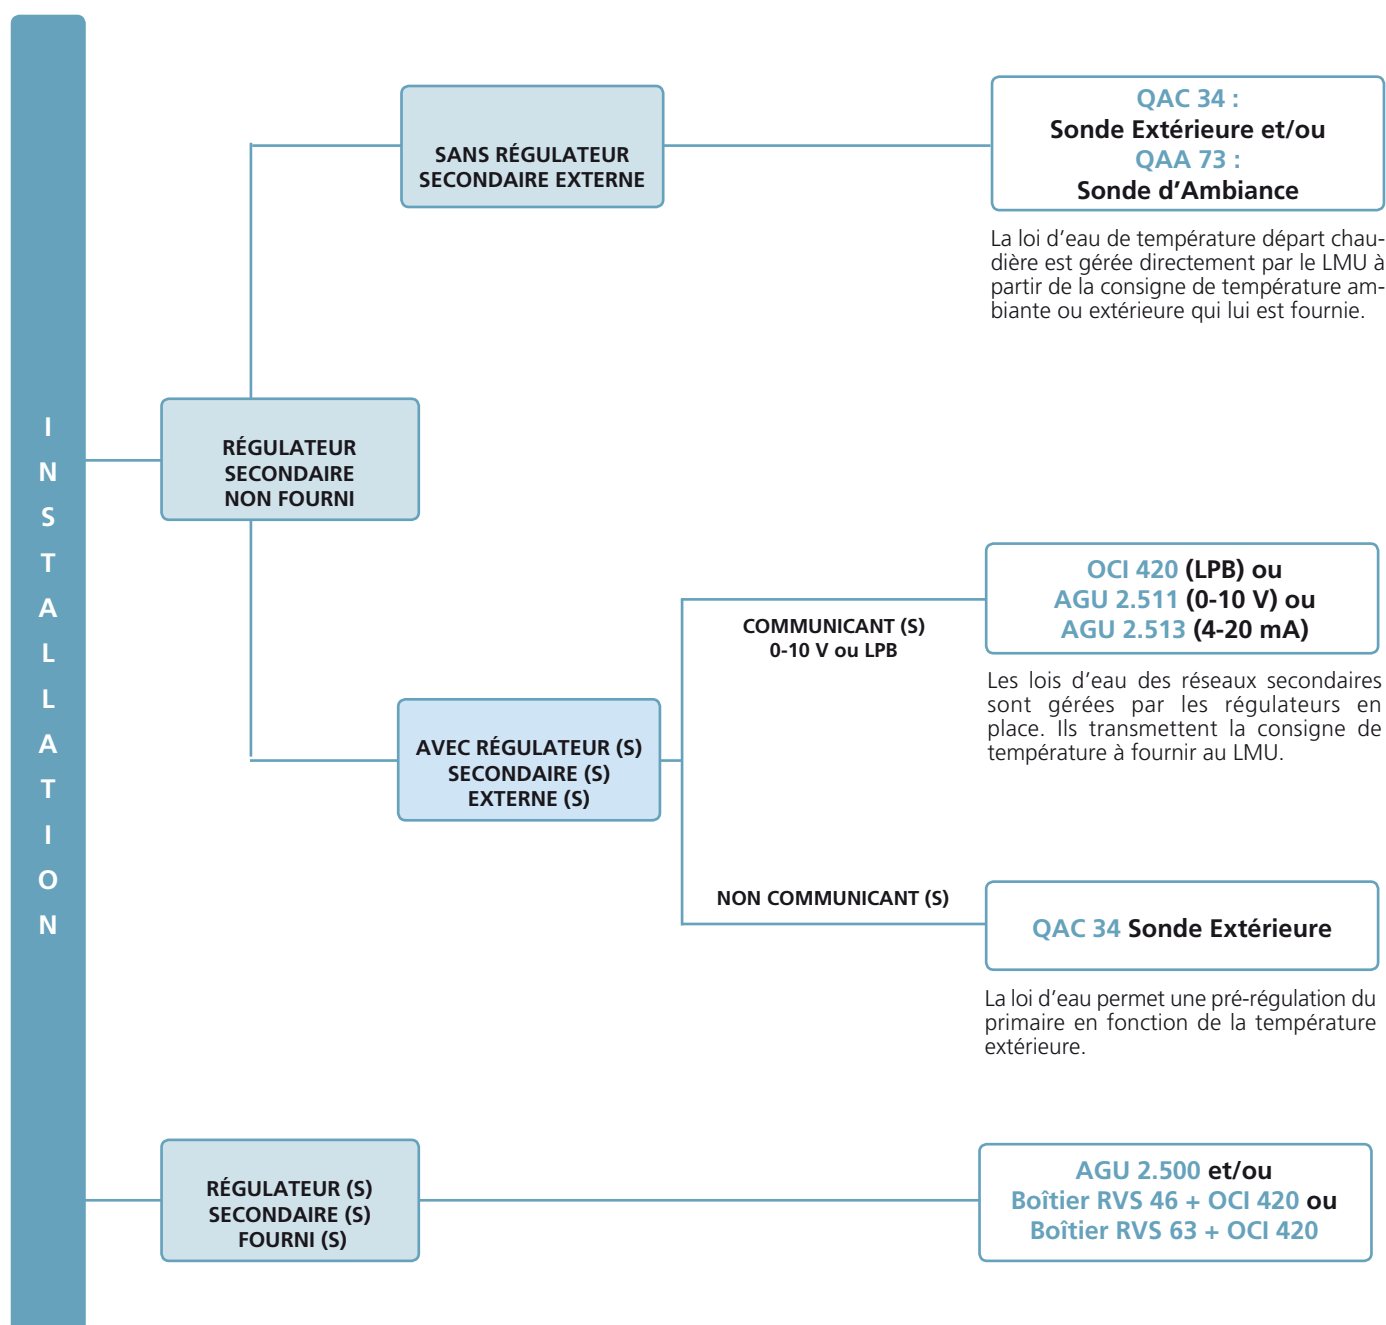 INSTALLATION
SANS RÉGULATEUR
SECONDAIRE EXTERNE
QAC 34 :
Sonde Extérieure et/ou
QAA 73 :
Sonde d’Ambiance
La loi d’eau de température départ chau-
dière est gérée directement par le LMU à
partir de la consigne de température am-
biante ou extérieure qui lui est fournie.
RÉGULATEUR
SECONDAIRE
NON FOURNI
AVEC RÉGULATEUR (S)
SECONDAIRE (S)
EXTERNE (S)
COMMUNICANT (S)
0-10 V ou LPB
OCI 420 (LPB) ou
AGU 2.511 (0-10 V) ou
AGU 2.513 (4-20 mA)
Les lois d’eau des réseaux secondaires
sont gérées par les régulateurs en
place. Ils transmettent la consigne de
température à fournir au LMU.
NON COMMUNICANT (S)
QAC 34 Sonde Extérieure
La loi d’eau permet une pré-régulation du
primaire en fonction de la température
extérieure.
RÉGULATEUR (S)
SECONDAIRE (S)
FOURNI (S)
AGU 2.500 et/ou
Boîtier RVS 46 + OCI 420 ou
Boîtier RVS 63 + OCI 420